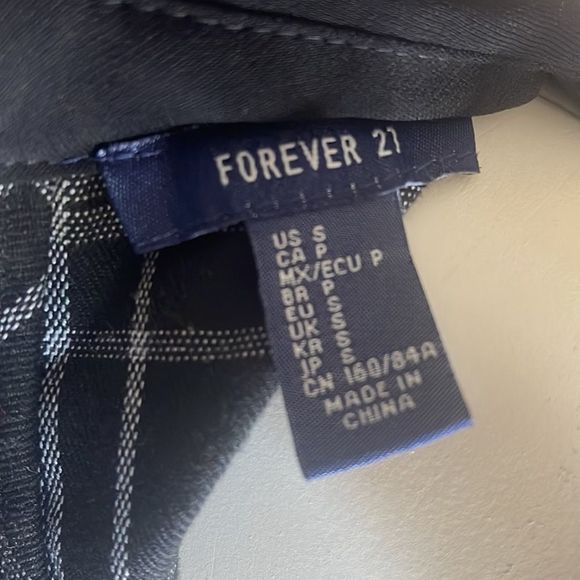 FOREVER 21
US S
CA P
MX/ECU P
BR P
EU S
UK S
KR S
JP S
CN 160/84A
MADE IN
CHINA